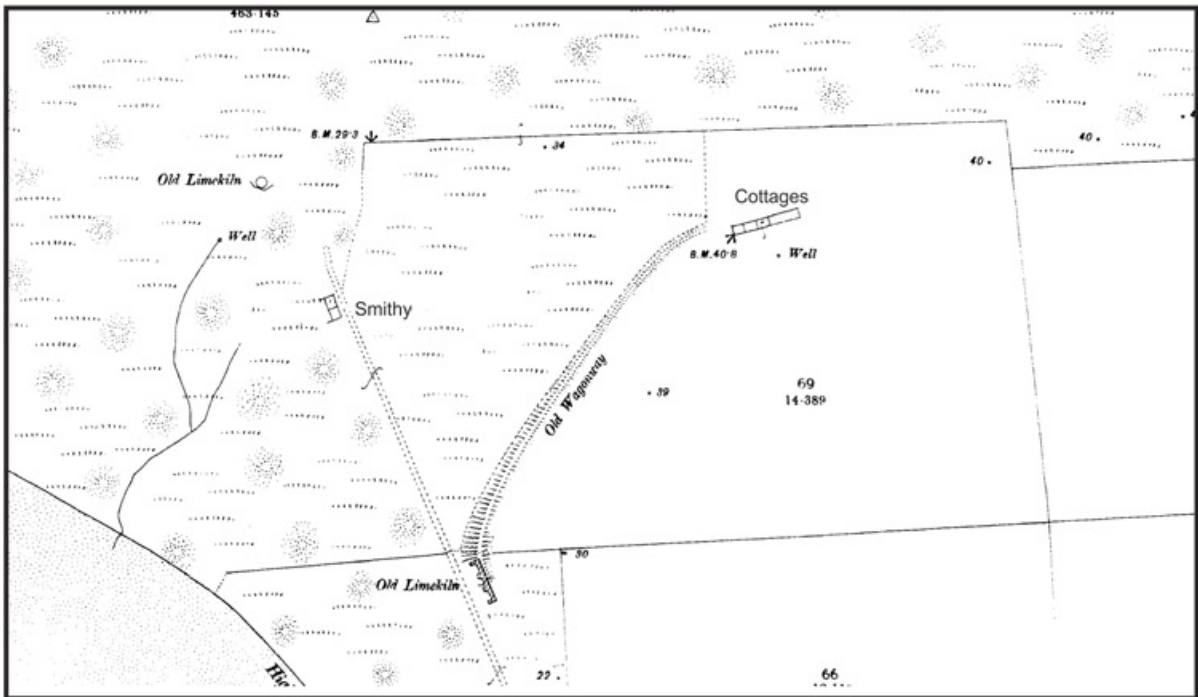 463·145
B.M.29·3
34
40
40
Old Limekiln
Cottages
Well
B.M.40·8
Well
Smithy
Old Wagonway
39
69
14·389
30
Old Limekiln
22
66